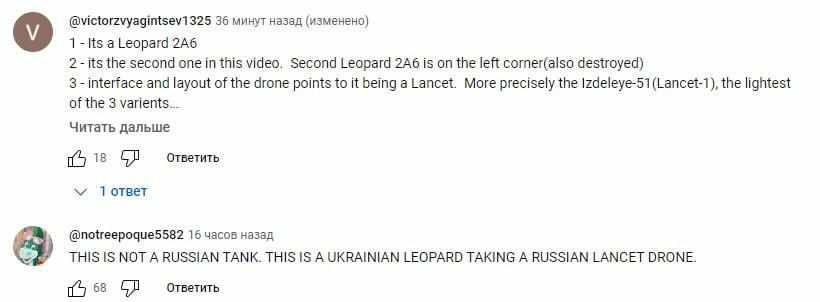 V
@victorzvyagintsev1325 36 минут назад (изменено)
1 - Its a Leopard 2A6
2 - its the second one in this video. Second Leopard 2A6 is on the left corner(also destroyed)
3 - interface and layout of the drone points to it being a Lancet. More precisely the Izdeleye-51(Lancet-1), the lightest
of the 3 varients...
Читать дальше
18 Ответить
1 ответ
@notreepoque5582 16 часов назад
THIS IS NOT A RUSSIAN TANK. THIS IS A UKRAINIAN LEOPARD TAKING A RUSSIAN LANCET DRONE.
68 Ответить